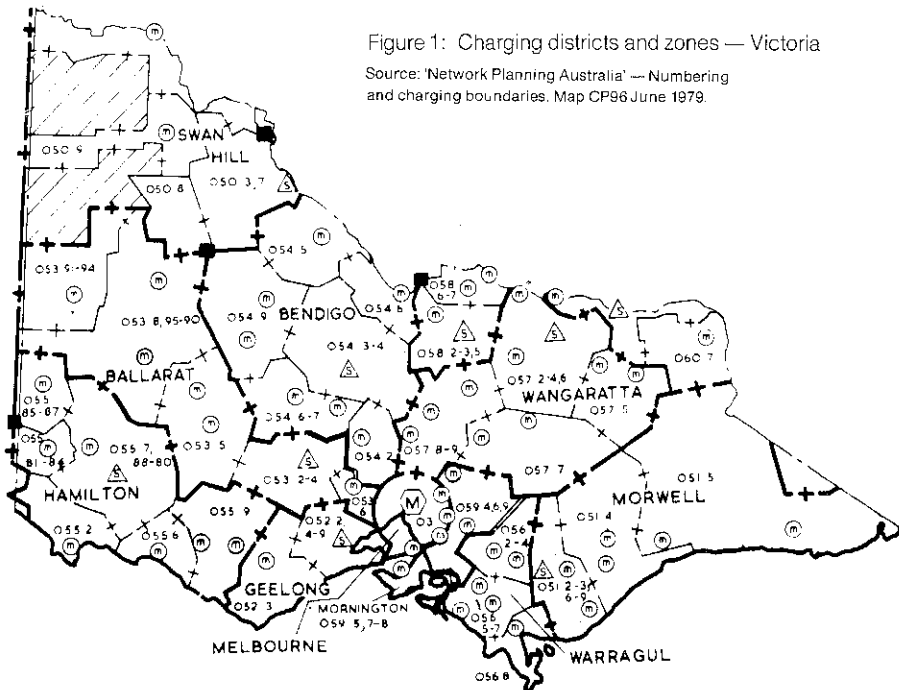 Figure 1: Charging districts and zones — Victoria
Source: 'Network Planning Australia' — Numbering
and charging boundaries. Map CP96 June 1979.
m
SWAN
m
HILL
050 9
050 8
050 3,7
S
m
054 5
053 91-94
m
058
6-7
m
m
m
m
S
BENDIGO
054 6
m
053 8, 95-90
m
054 9
S
S
m
060 7
054 3-4
S
058 2-3,5
m
057 2-4,6
m
BALLARAT
m
WANGARATTA
057 5
m
055
85-87
m
m
054 6-7
m
m
m
m
055
81-84
m
055 7,
88-80
053 5
054 2
057 8-9
m
m
S
053 2-4
S
057 7
051 5
HAMILTON
m
053
6
M
m
059 4,6,9
MORWELL
055 9
052 2,
4-9
03
m
m
056
2-4
051 4
055 2
m
055 6
m
m
m
S
m
m
m
S
m
m
GEELONG
m
051 2-3,
6-9
m
052 3
MORNINGTON
059 5,7-8
m
m
056
5-7
m
MELBOURNE
WARRAGUL
056 8